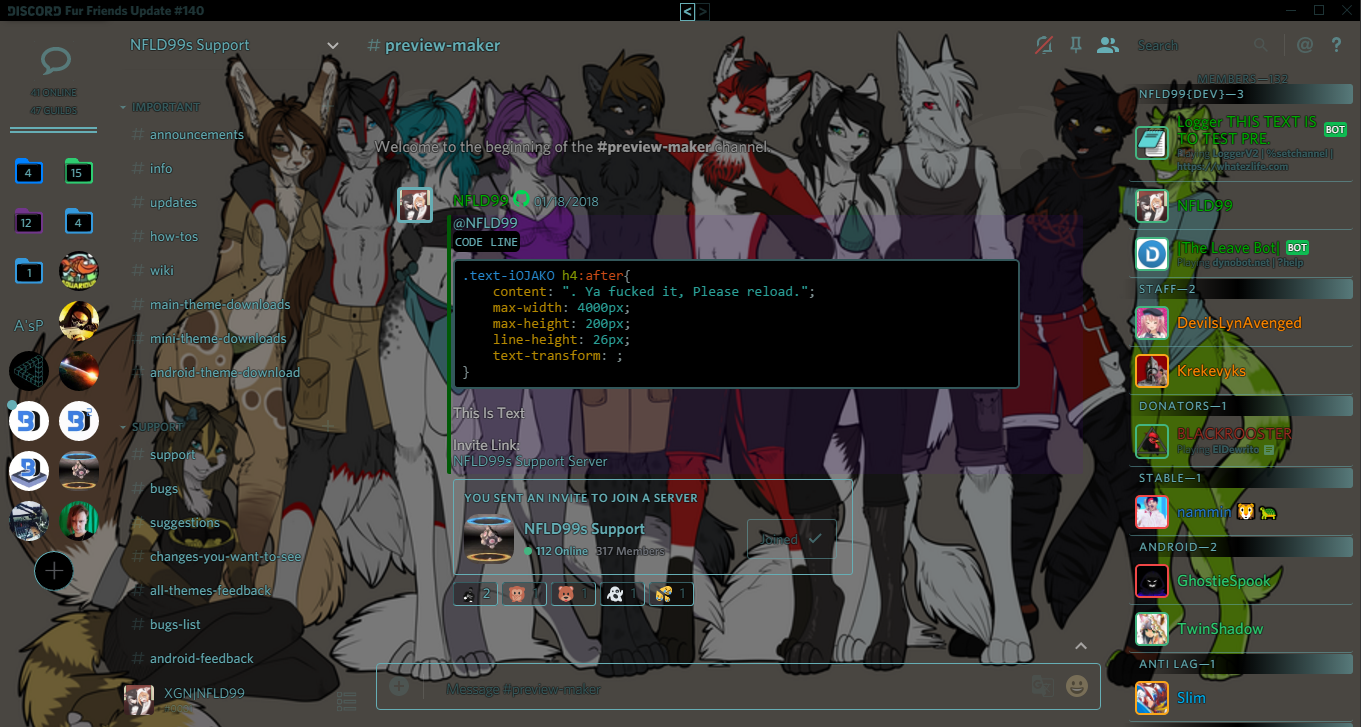 DISCORD Fur Friends Update #140
< >
NFLD99s Support
# preview-maker
Search
@ ?
41 ONLINE
47 GUILDS
4
15
12
4
1
A'sP
IMPORTANT
# announcements
# info
# updates
# how-tos
# wiki
# main-theme-downloads
# mini-theme-downloads
# android-theme-download
SUPPORT
# support
# bugs
# suggestions
# changes-you-want-to-see
# all-themes-feedback
# bugs-list
# android-feedback
XGNINFLD99
Welcome to the beginning of the #preview-maker channel.
NFLD99 01/18/2018
@NFLD99
CODE LINE
.text-iOJAKO h4:after{
content: ". Ya fucked it, Please reload.";
max-width: 4000px;
max-height: 200px;
line-height: 26px;
text-transform: ;
}
This Is Text
Invite Link:
NFLD99s Support Server
YOU SENT AN INVITE TO JOIN A SERVER
NFLD99s Support
112 Online 317 Members
Joined
2
1
1
1
1
Message #preview-maker
MEMBERS—132
NFLD99{DEV}—3
Logger THIS TEXT IS
TO TEST PRE.
BOT
LoggerV2 | %setchannel |
https://whatezlife.com
NFLD99
|The Leave Bot| BOT
Playing dynobot.net | ?help
STAFF—2
DevilsLynAvenged
Krekevyks
DONATORS—1
BLACKROOSTER
Playing ElDewrito
STABLE—1
nammin
ANDROID—2
GhostieSpook
TwinShadow
ANTI LAG—1
Slim